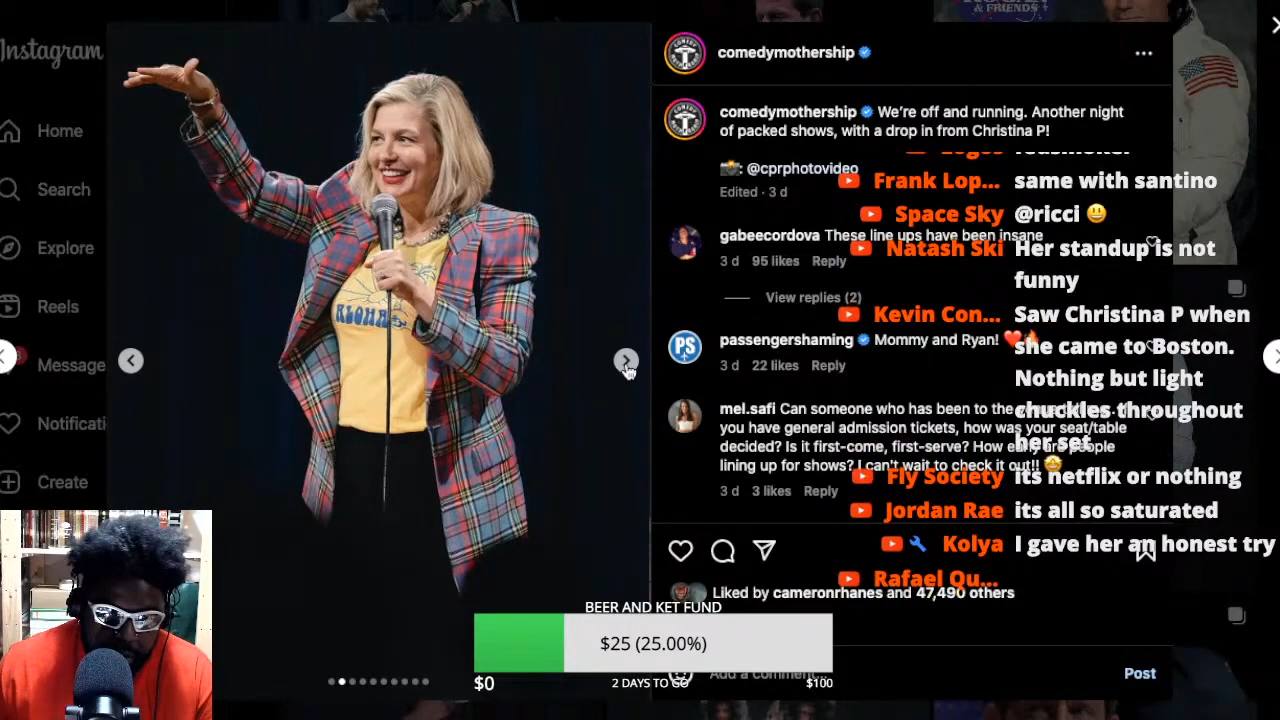 Instagram
Home
Search
Explore
Reels
Message
Notificati
Create
ALOHA
comedymothership
comedymothership We're off and running. Another night
of packed shows, with a drop in from Christina P!
: @cprphotovideo
Edited · 3 d
gabeecordova These line ups have been insane
3 d 95 likes Reply
View replies (2)
PS
passengershaming Mommy and Ryan! ❤️🔥
3 d 22 likes Reply
mel.safi Can someone who has been to the
you have general admission tickets, how was your seat/table
decided? Is it first-come, first-serve? How early are people
lining up for shows? I can't wait to check it out!! 🤩
3 d 3 likes Reply
Liked by cameronrhanes and 47,490 others
Add a comment...
Post
Frank Lop... same with santino
Space Sky @ricci 😃
Natash Ski Her standup is not
funny
Kevin Con... Saw Christina P when
she came to Boston.
Nothing but light
chuckles throughout
her set
Fly Society its netflix or nothing
Jordan Rae its all so saturated
Kolya I gave her an honest try
Rafael Qu...
BEER AND KET FUND
$25 (25.00%)
$0
2 DAYS TO GO
$100
& FRIENDS